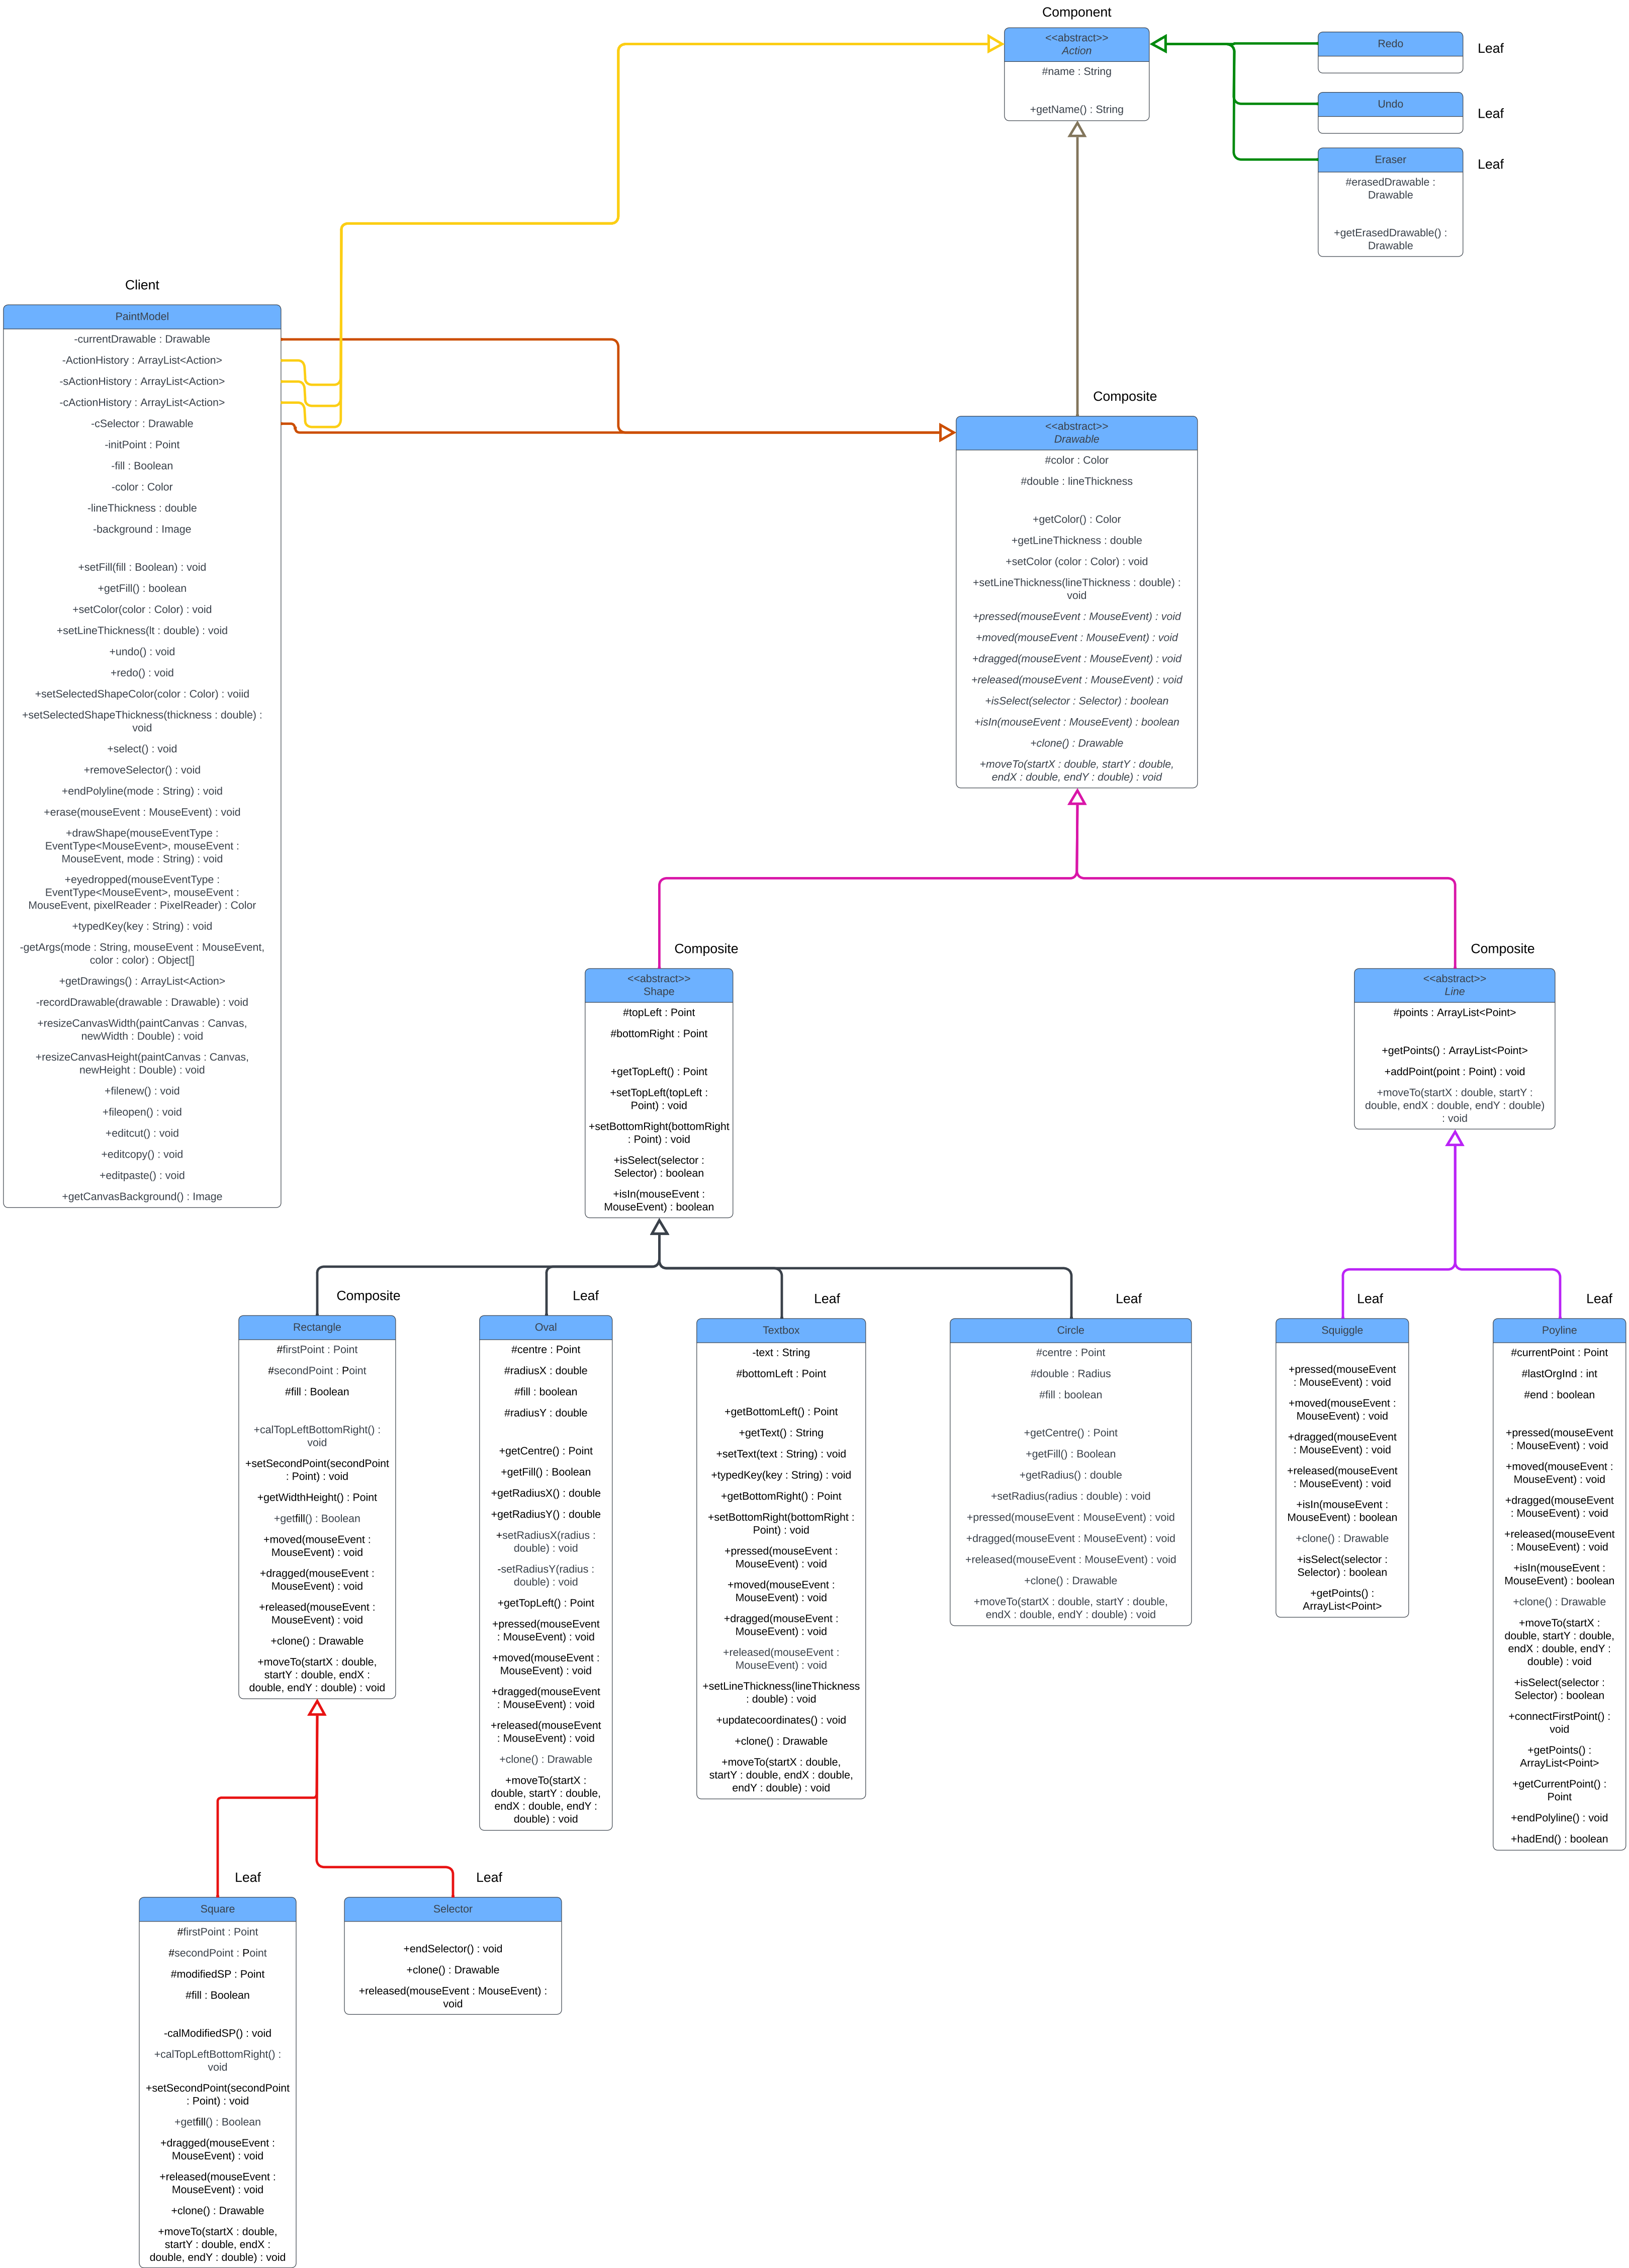 Component
<<abstract>>
Action
#name : String
+getName() : String
Redo
Leaf
Undo
Leaf
Eraser
Leaf
#erasedDrawable :
Drawable
+getErasedDrawable() :
Drawable
Client
PaintModel
-currentDrawable : Drawable
-ActionHistory : ArrayList<Action>
-sActionHistory : ArrayList<Action>
-cActionHistory : ArrayList<Action>
-cSelector : Drawable
-initPoint : Point
-fill : Boolean
-color : Color
-lineThickness : double
-background : Image
+setFill(fill : Boolean) : void
+getFill() : boolean
+setColor(color : Color) : void
+setLineThickness(lt : double) : void
+undo() : void
+redo() : void
+setSelectedShapeColor(color : Color) : voiid
+setSelectedShapeThickness(thickness : double) :
void
+select() : void
+removeSelector() : void
+endPolyline(mode : String) : void
+erase(mouseEvent : MouseEvent) : void
+drawShape(mouseEventType :
EventType<MouseEvent>, mouseEvent :
MouseEvent, mode : String) : void
+eyedropped(mouseEventType :
EventType<MouseEvent>, mouseEvent :
MouseEvent, pixelReader : PixelReader) : Color
+typedKey(key : String) : void
-getArgs(mode : String, mouseEvent : MouseEvent,
color : color) : Object[]
+getDrawings() : ArrayList<Action>
-recordDrawable(drawable : Drawable) : void
+resizeCanvasWidth(paintCanvas : Canvas,
newWidth : Double) : void
+resizeCanvasHeight(paintCanvas : Canvas,
newHeight : Double) : void
+filenew() : void
+fileopen() : void
+editcut() : void
+editcopy() : void
+editpaste() : void
+getCanvasBackground() : Image
Composite
<<abstract>>
Drawable
#color : Color
#double : lineThickness
+getColor() : Color
+getLineThickness : double
+setColor (color : Color) : void
+setLineThickness(lineThickness : double) :
void
+pressed(mouseEvent : MouseEvent) : void
+moved(mouseEvent : MouseEvent) : void
+dragged(mouseEvent : MouseEvent) : void
+released(mouseEvent : MouseEvent) : void
+isSelect(selector : Selector) : boolean
+isIn(mouseEvent : MouseEvent) : boolean
+clone() : Drawable
+moveTo(startX : double, startY : double,
endX : double, endY : double) : void
Composite
<<abstract>>
Shape
#topLeft : Point
#bottomRight : Point
+getTopLeft() : Point
+setTopLeft(topLeft :
Point) : void
+setBottomRight(bottomRight
: Point) : void
+isSelect(selector :
Selector) : boolean
+isIn(mouseEvent :
MouseEvent) : boolean
Composite
<<abstract>>
Line
#points : ArrayList<Point>
+getPoints() : ArrayList<Point>
+addPoint(point : Point) : void
+moveTo(startX : double, startY :
double, endX : double, endY : double)
: void
Composite
Rectangle
#firstPoint : Point
#secondPoint : Point
#fill : Boolean
+calTopLeftBottomRight() :
void
+setSecondPoint(secondPoint
: Point) : void
+getWidthHeight() : Point
+getfill() : Boolean
+moved(mouseEvent :
MouseEvent) : void
+dragged(mouseEvent :
MouseEvent) : void
+released(mouseEvent :
MouseEvent) : void
+clone() : Drawable
+moveTo(startX : double,
startY : double, endX :
double, endY : double) : void
Leaf
Oval
#centre : Point
#radiusX : double
#fill : boolean
#radiusY : double
+getCentre() : Point
+getFill() : Boolean
+getRadiusX() : double
+getRadiusY() : double
+setRadiusX(radius :
double) : void
-setRadiusY(radius :
double) : void
+getTopLeft() : Point
+pressed(mouseEvent
: MouseEvent) : void
+moved(mouseEvent :
MouseEvent) : void
+dragged(mouseEvent
: MouseEvent) : void
+released(mouseEvent
: MouseEvent) : void
+clone() : Drawable
+moveTo(startX :
double, startY : double,
endX : double, endY :
double) : void
Leaf
Textbox
-text : String
#bottomLeft : Point
+getBottomLeft() : Point
+getText() : String
+setText(text : String) : void
+typedKey(key : String) : void
+getBottomRight() : Point
+setBottomRight(bottomRight :
Point) : void
+pressed(mouseEvent :
MouseEvent) : void
+moved(mouseEvent :
MouseEvent) : void
+dragged(mouseEvent :
MouseEvent) : void
+released(mouseEvent :
MouseEvent) : void
+setLineThickness(lineThickness
: double) : void
+updatecoordinates() : void
+clone() : Drawable
+moveTo(startX : double,
startY : double, endX : double,
endY : double) : void
Leaf
Circle
#centre : Point
#double : Radius
#fill : boolean
+getCentre() : Point
+getFill() : Boolean
+getRadius() : double
+setRadius(radius : double) : void
+pressed(mouseEvent : MouseEvent) : void
+dragged(mouseEvent : MouseEvent) : void
+released(mouseEvent : MouseEvent) : void
+clone() : Drawable
+moveTo(startX : double, startY : double,
endX : double, endY : double) : void
Leaf
Squiggle
+pressed(mouseEvent
: MouseEvent) : void
+moved(mouseEvent :
MouseEvent) : void
+dragged(mouseEvent
: MouseEvent) : void
+released(mouseEvent
: MouseEvent) : void
+isIn(mouseEvent :
MouseEvent) : boolean
+clone() : Drawable
+isSelect(selector :
Selector) : boolean
+getPoints() :
ArrayList<Point>
Leaf
Poyline
#currentPoint : Point
#lastOrgInd : int
#end : boolean
+pressed(mouseEvent
: MouseEvent) : void
+moved(mouseEvent :
MouseEvent) : void
+dragged(mouseEvent
: MouseEvent) : void
+released(mouseEvent
: MouseEvent) : void
+isIn(mouseEvent :
MouseEvent) : boolean
+clone() : Drawable
+moveTo(startX :
double, startY : double,
endX : double, endY :
double) : void
+isSelect(selector :
Selector) : boolean
+connectFirstPoint() :
void
+getPoints() :
ArrayList<Point>
+getCurrentPoint() :
Point
+endPolyline() : void
+hadEnd() : boolean
Leaf
Square
#firstPoint : Point
#secondPoint : Point
#modifiedSP : Point
#fill : Boolean
-calModifiedSP() : void
+calTopLeftBottomRight() :
void
+setSecondPoint(secondPoint
: Point) : void
+getfill() : Boolean
+dragged(mouseEvent :
MouseEvent) : void
+released(mouseEvent :
MouseEvent) : void
+clone() : Drawable
+moveTo(startX : double,
startY : double, endX :
double, endY : double) : void
Leaf
Selector
+endSelector() : void
+clone() : Drawable
+released(mouseEvent : MouseEvent) :
void